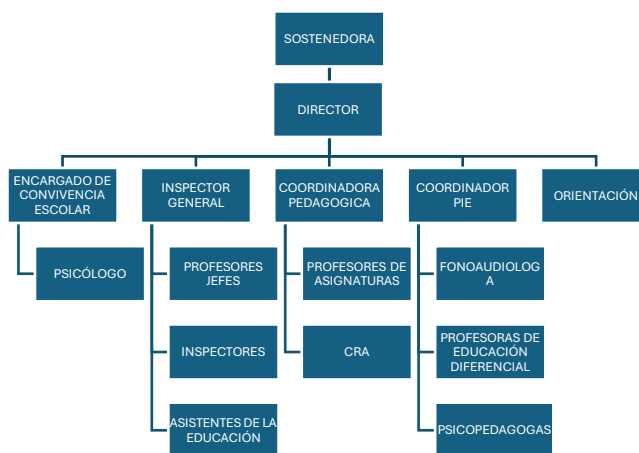 SOSTENEDORA
DIRECTOR
ENCARGADO DE
CONVIVENCIA
ESCOLAR
INSPECTOR
GENERAL
COORDINADORA
PEDAGOGICA
COORDINADOR
PIE
ORIENTACIÓN
PSICÓLOGO
PROFESORES
JEFES
PROFESORES DE
ASIGNATURAS
FONOAUDIOLOG
A
INSPECTORES
CRA
PROFESORAS DE
EDUCACIÓN
DIFERENCIAL
ASISTENTES DE LA
EDUCACIÓN
PSICOPEDAGOGAS